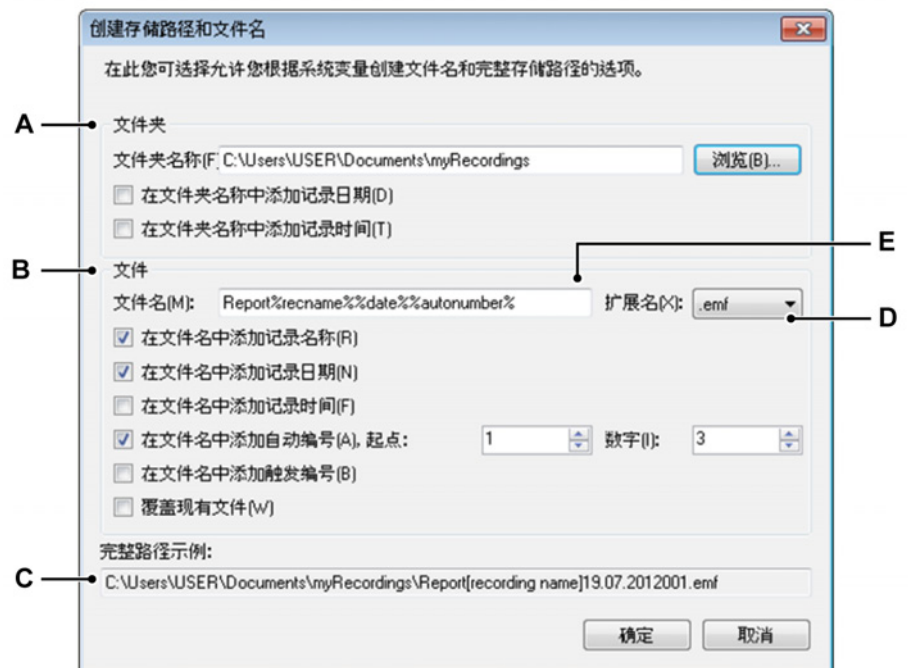 创建存储路径和文件名
在此您可选择允许您根据系统变量创建文件名和完整存储路径的选项。
A
文件夹
文件夹名称(F C:\Users\USER\Documents\myRecordings 浏览(B)...
在文件夹名称中添加记录日期(D)
在文件夹名称中添加记录时间(T)
E
B
文件
文件名(M): Report%recname%%date%%autonumber% 扩展名(X): .emf
D
在文件名中添加记录名称(R)
在文件名中添加记录日期(N)
在文件名中添加记录时间(F)
在文件名中添加自动编号(A), 起点: 1 数字(I): 3
在文件名中添加触发编号(B)
覆盖现有文件(W)
完整路径示例:
C
C:\Users\USER\Documents\myRecordings\Report[recording name]19.07.2012001.emf
确定 取消